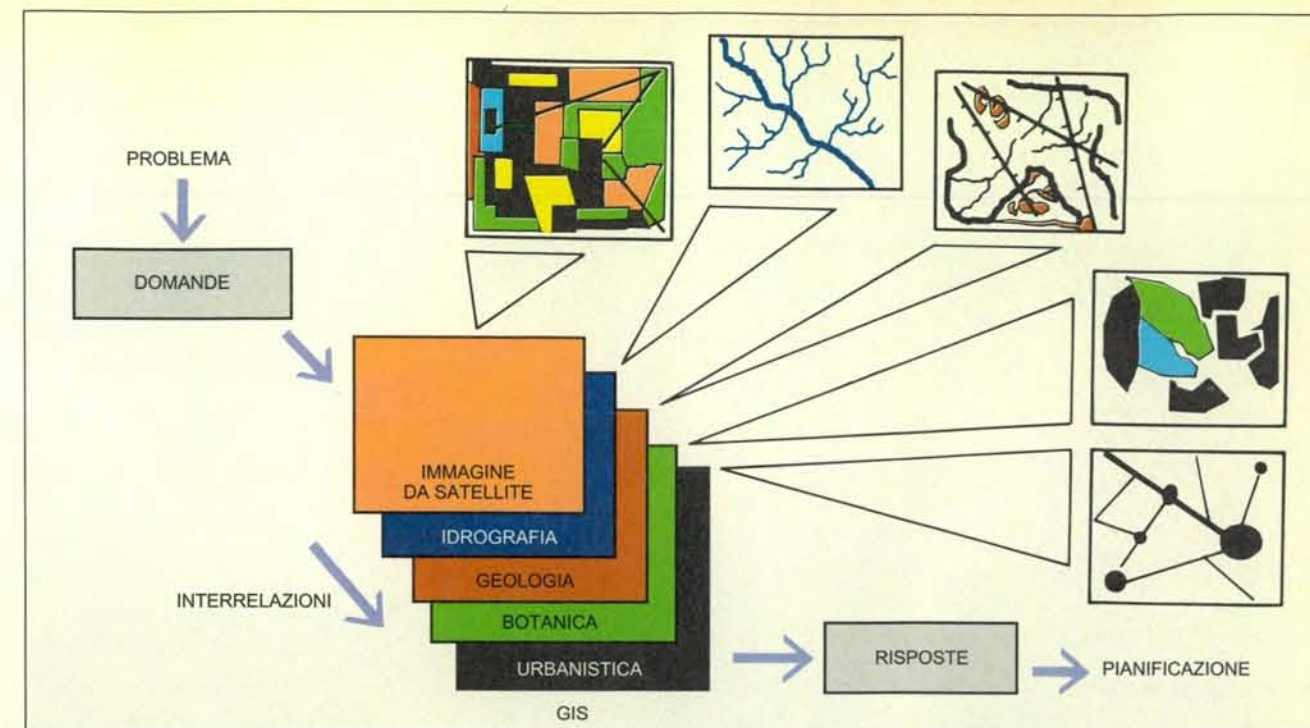 PROBLEMA
DOMANDE
IMMAGINE
DA SATELLITE
IDROGRAFIA
GEOLOGIA
INTERRELAZIONI
BOTANICA
URBANISTICA
GIS
RISPOSTE
PIANIFICAZIONE